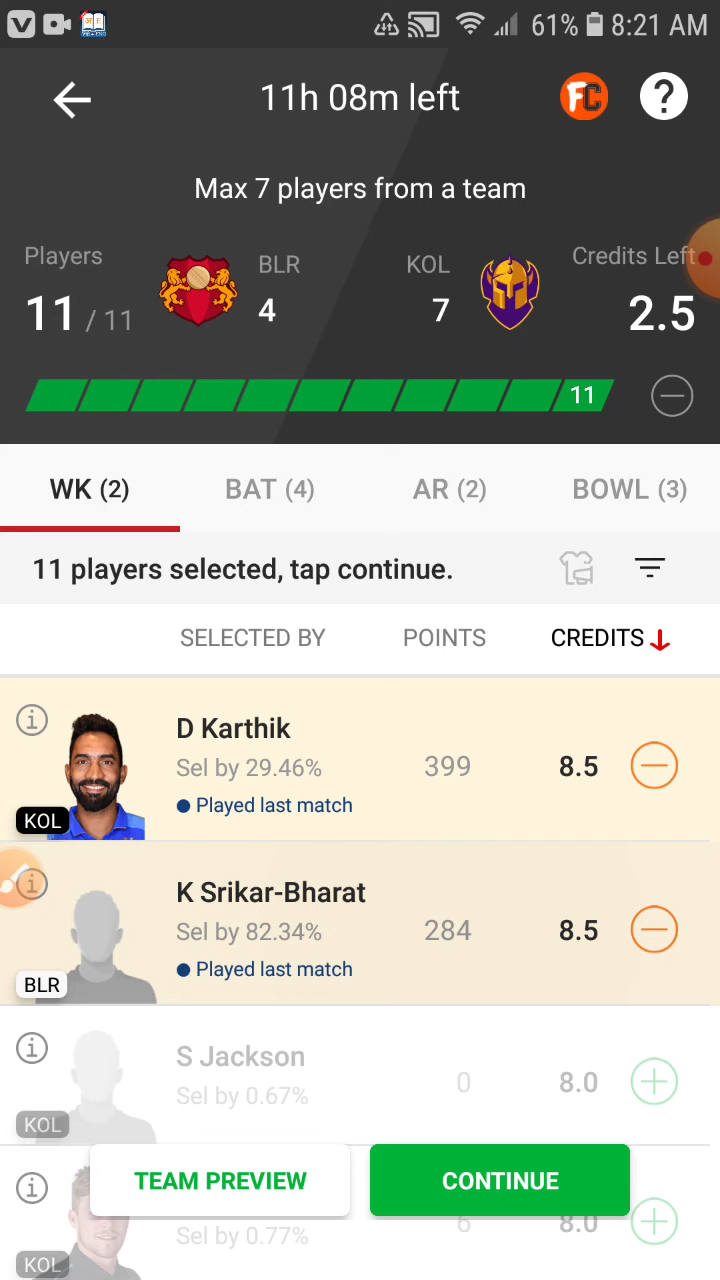 61% 8:21 AM
11h 08m left
FC
?
Max 7 players from a team
Players
BLR
KOL
Credits Left
11 / 11
4
7
2.5
11
WK (2)
BAT (4)
AR (2)
BOWL (3)
11 players selected, tap continue.
SELECTED BY
POINTS
CREDITS
D Karthik
Sel by 29.46%
399
8.5
Played last match
KOL
K Srikar-Bharat
Sel by 82.34%
284
8.5
Played last match
BLR
S Jackson
Sel by 0.67%
0
8.0
KOL
TEAM PREVIEW
CONTINUE
Sel by 0.77%
6
8.0
KOL